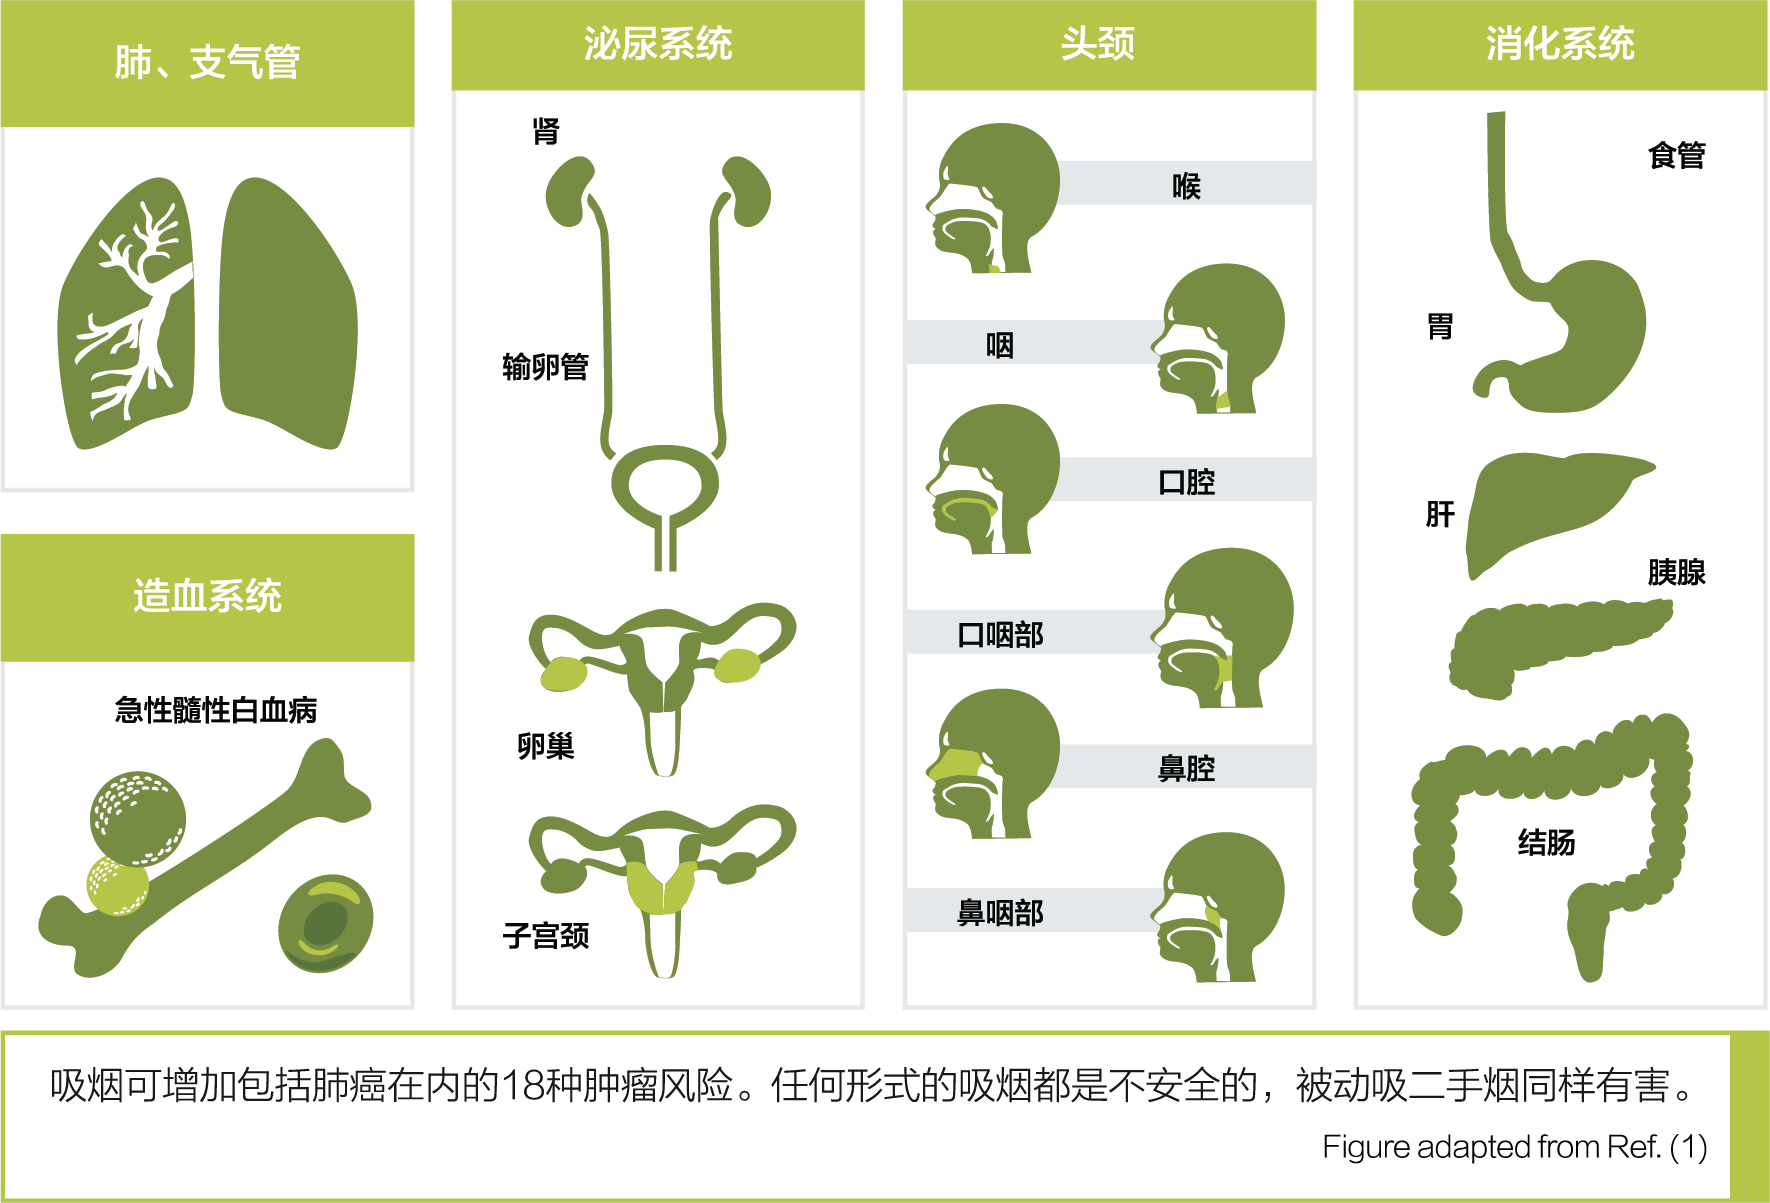 肺、支气管
造血系统
急性髓性白血病
泌尿系统
肾
输卵管
卵巢
子宫颈
头颈
喉
咽
口腔
口咽部
鼻腔
鼻咽部
消化系统
食管
胃
肝
胰腺
结肠
吸烟可增加包括肺癌在内的18种肿瘤风险。任何形式的吸烟都是不安全的，被动吸二手烟同样有害。
Figure adapted from Ref. (1)